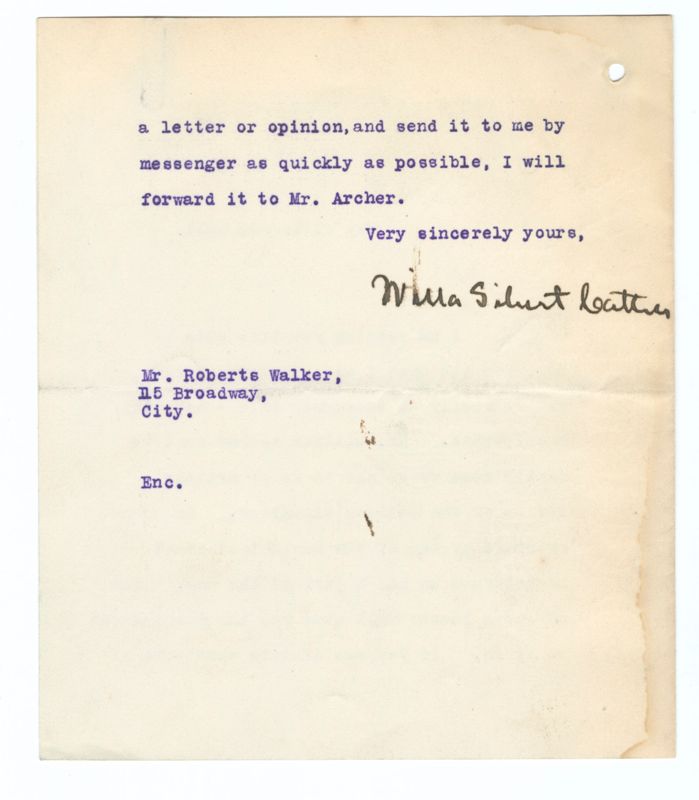 a letter or opinion,and send it to me by
messenger as quickly as possible, I will
forward it to Mr. Archer.
Very sincerely yours,
Willa Sibert Cather
Mr. Roberts Walker,
115 Broadway,
City.
Enc.